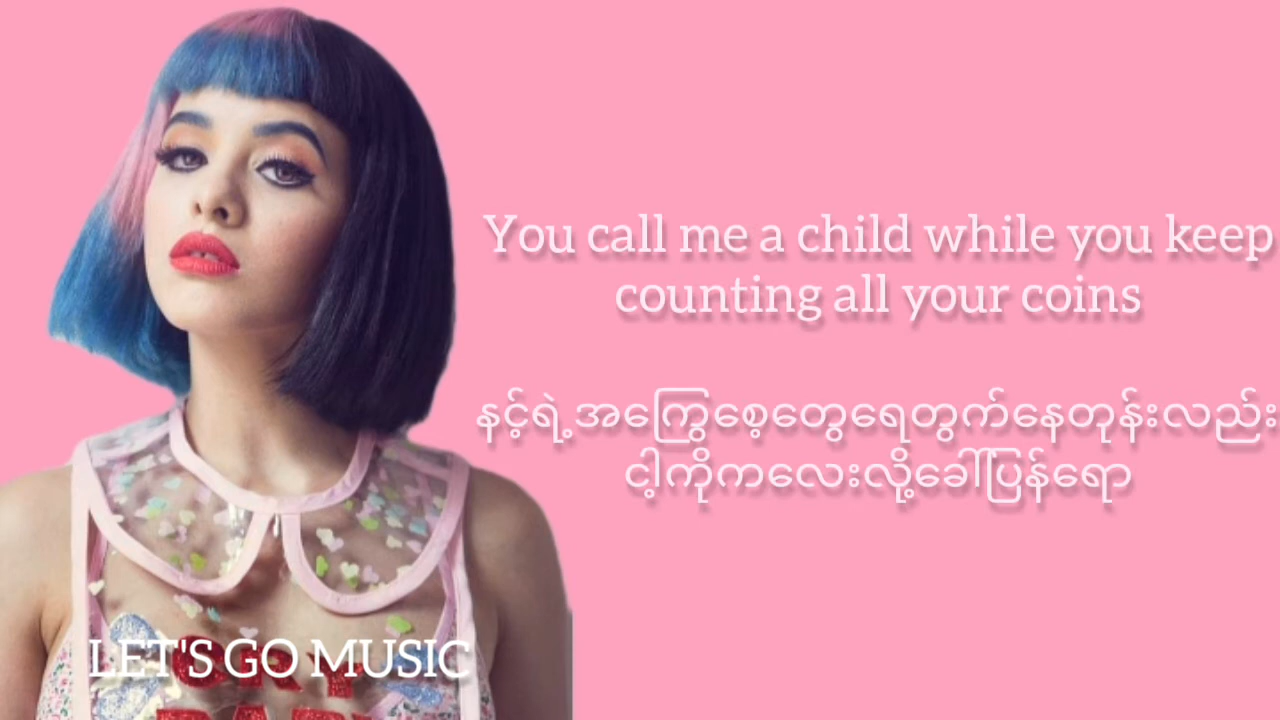 You call me a child while you keep
counting all your coins
နင့်ရဲ့အကြွေစေ့တွေရေတွက်နေတုန်းလည်း
ငါ့ကိုကလေးလို့ခေါ်ပြန်ရော
LET'S GO MUSIC
CRY
BABY